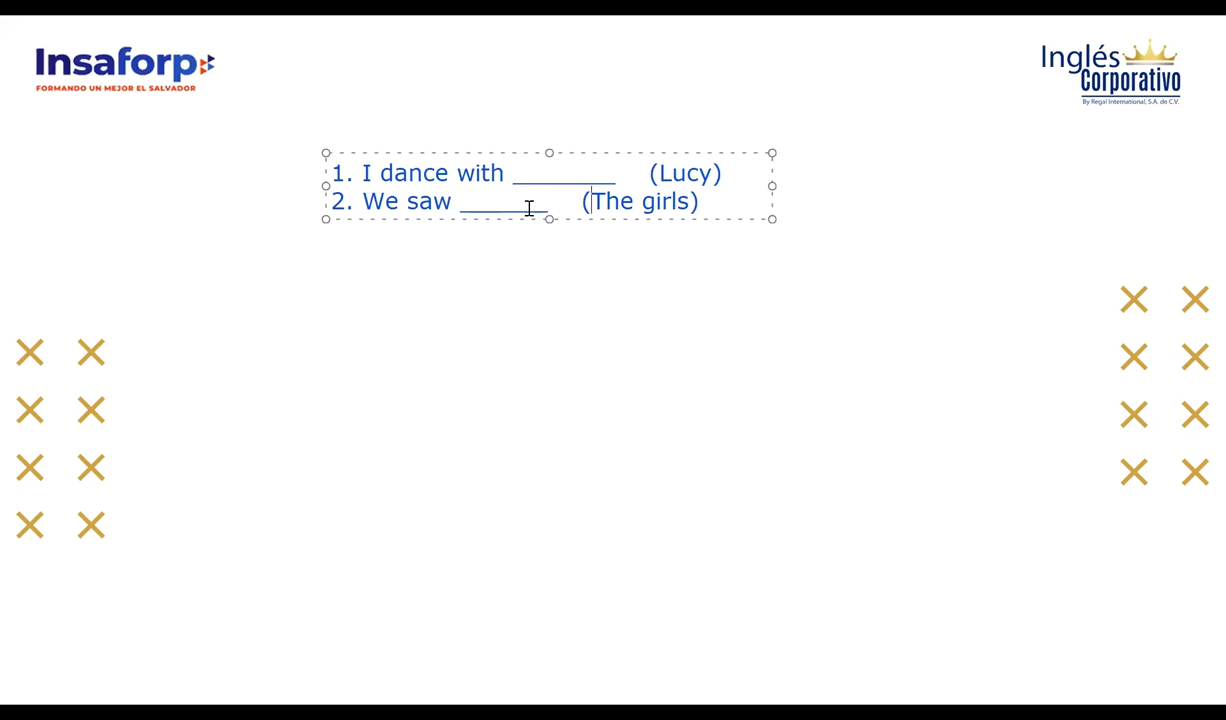 Insaforp
FORMANDO UN MEJOR EL SALVADOR
Inglés
Corporativo
By Regal International, S.A. de C.V.
1. I dance with ________ (Lucy)
2. We saw _______ (The girls)